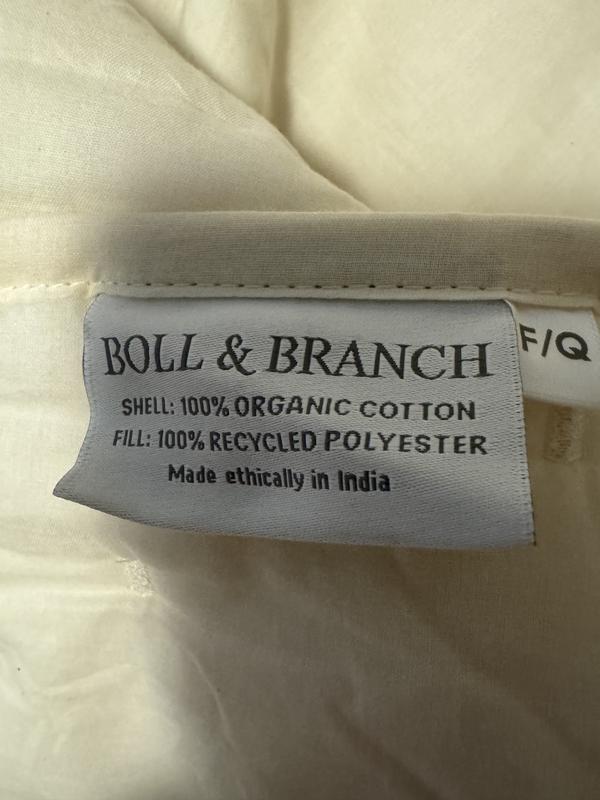 BOLL & BRANCH
SHELL: 100% ORGANIC COTTON
FILL: 100% RECYCLED POLYESTER
Made ethically in India
F/Q